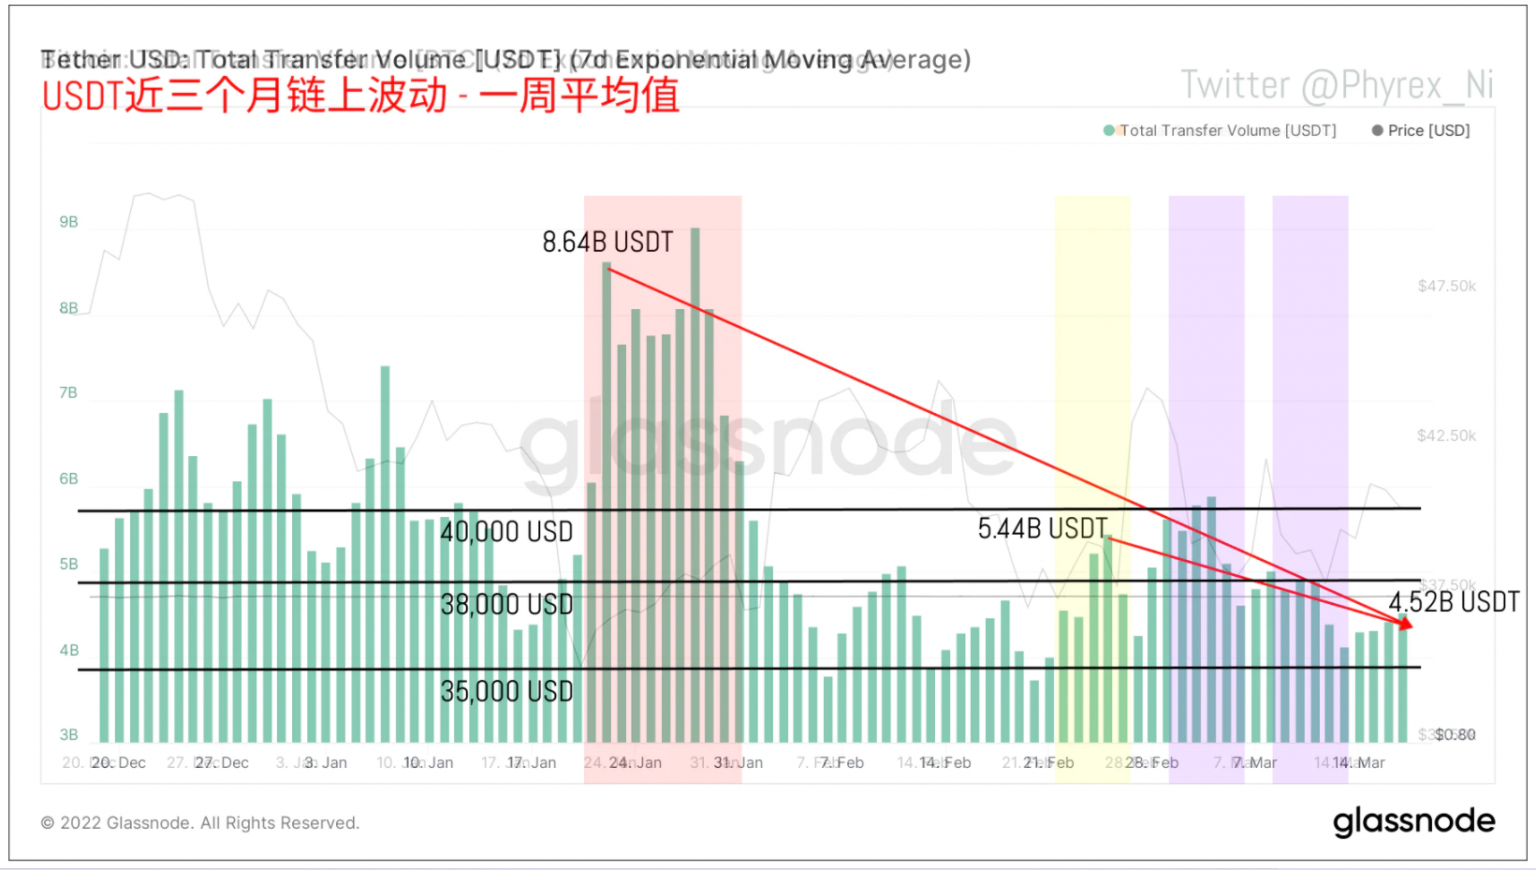 Tether USD: Total Transfer Volume [USDT] (7d Exponential Moving Average)
USDT近三个月链上波动 - 一周平均值
Twitter @Phyrex_Ni
Total Transfer Volume [USDT] Price [USD]
9B
8.64B USDT
8B
$47.50k
7B
glassnode
$42.50k
6B
40,000 USD
5.44B USDT
5B
$37.50k
38,000 USD
4.52B USDT
4B
35,000 USD
3B
$0.80
20. Dec 27. Dec 3. Jan 10. Jan 17. Jan 24. Jan 31. Jan 7. Feb 14. Feb 21. Feb 28. Feb 7. Mar 14. Mar
© 2022 Glassnode. All Rights Reserved.
glassnode